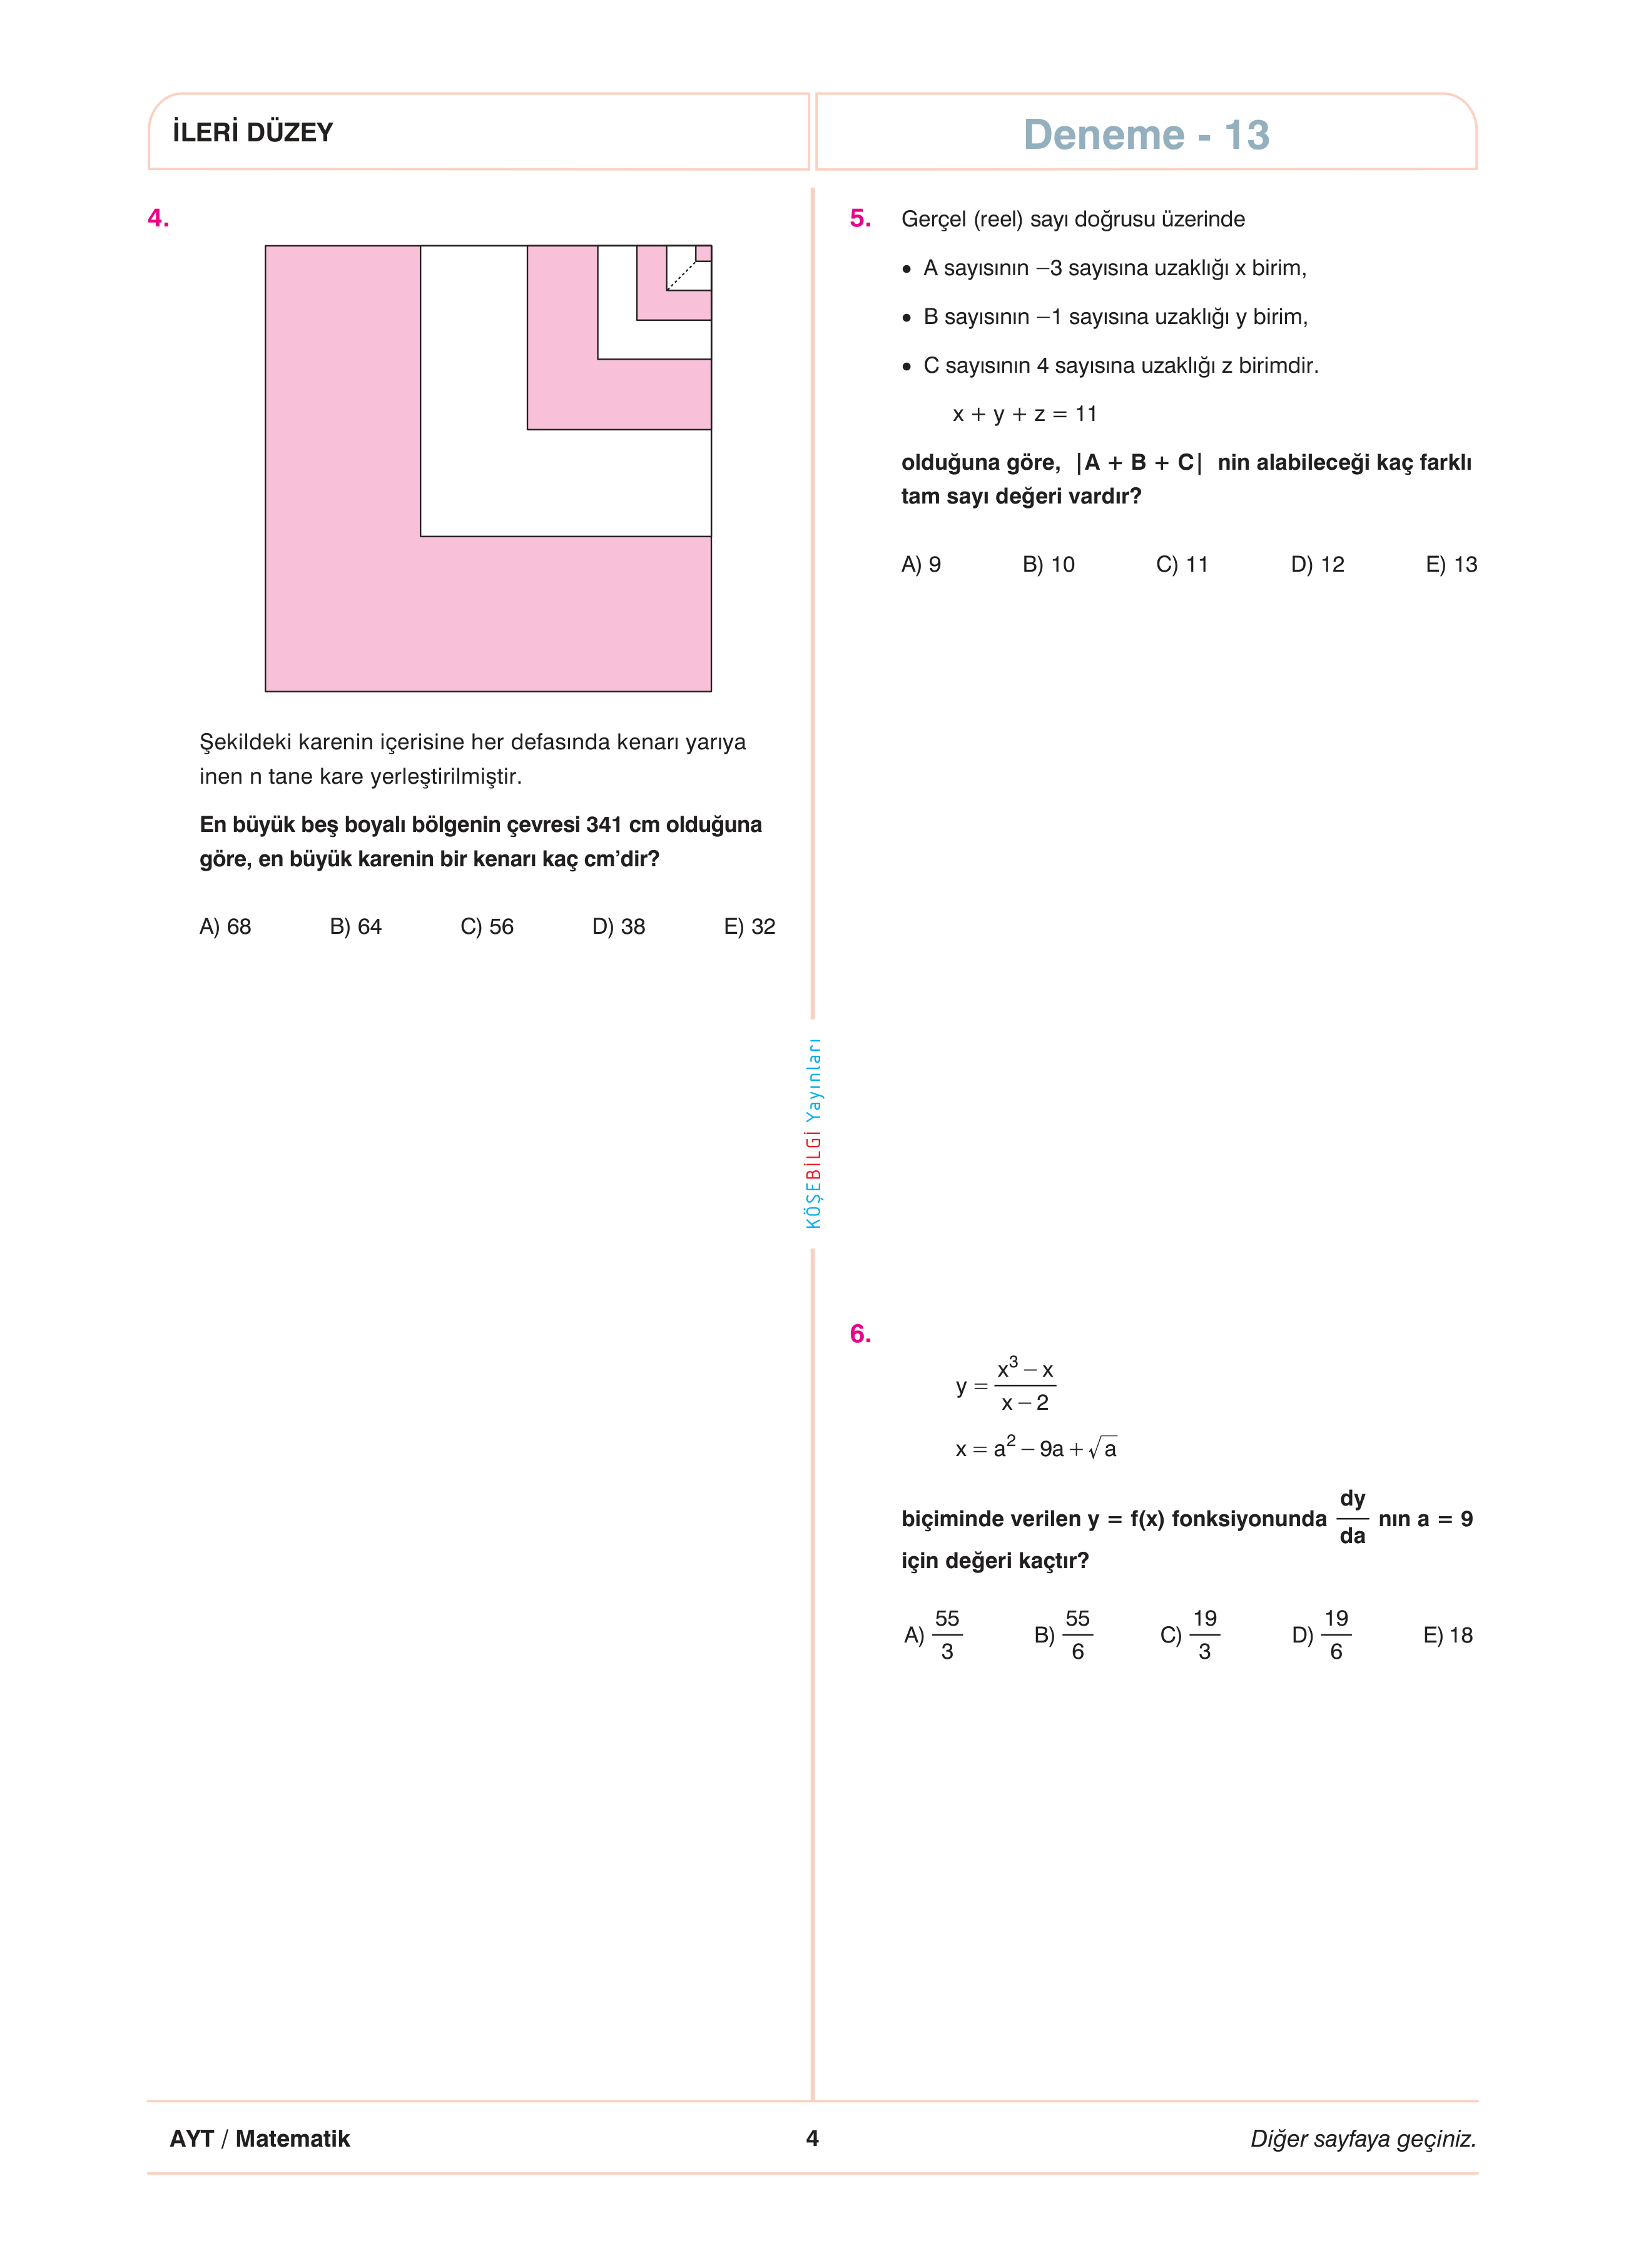 İLERİ DÜZEY
Deneme - 13
4.
Şekildeki karenin içerisine her defasında kenarı yarıya
inen n tane kare yerleştirilmiştir.
En büyük beş boyalı bölgenin çevresi 341 cm olduğuna
göre, en büyük karenin bir kenarı kaç cm’dir?
A) 68 B) 64 C) 56 D) 38 E) 32
5. Gerçel (reel) sayı doğrusu üzerinde
• A sayısının −3 sayısına uzaklığı x birim,
• B sayısının −1 sayısına uzaklığı y birim,
• C sayısının 4 sayısına uzaklığı z birimdir.
x + y + z = 11
olduğuna göre, |A + B + C| nin alabileceği kaç farklı
tam sayı değeri vardır?
A) 9 B) 10 C) 11 D) 12 E) 13
KÖŞEBİLGİ Yayınları
6.
y = \frac{x^3 − x}{x − 2}
x = a^2 − 9a + √a
biçiminde verilen y = f(x) fonksiyonunda \frac{dy}{da} nın a = 9
için değeri kaçtır?
A) \frac{55}{3} B) \frac{55}{6} C) \frac{19}{3} D) \frac{19}{6} E) 18
AYT / Matematik
4
Diğer sayfaya geçiniz.